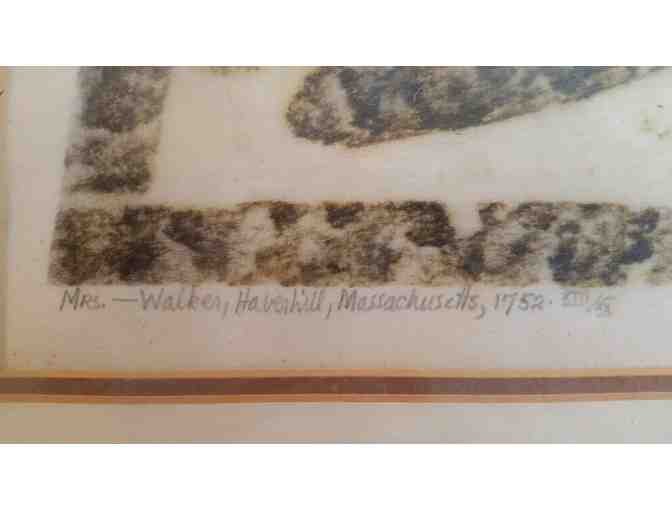 Mrs. — Walker, Haverhill, Massachusetts, 1752.